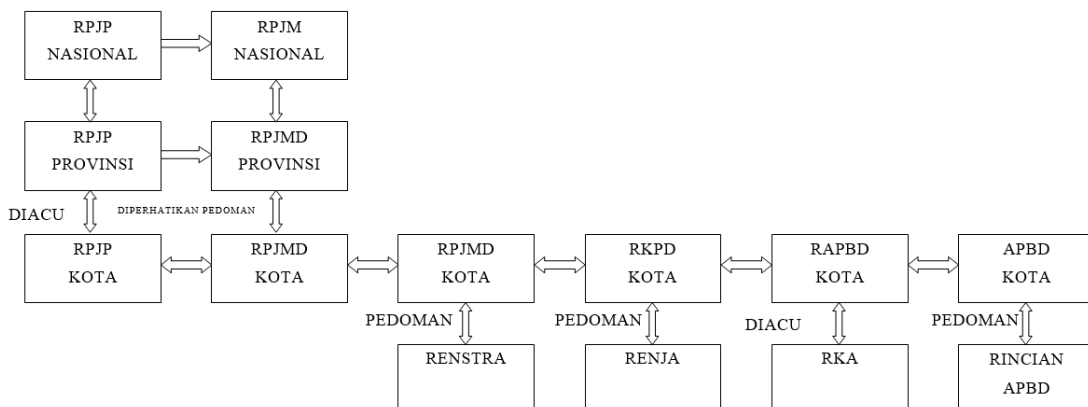 RPJP
NASIONAL
RPJM
NASIONAL
RPJP
PROVINSI
RPJMD
PROVINSI
DIACU
DIPERHATIKAN PEDOMAN
RPJP
KOTA
RPJMD
KOTA
RPJMD
KOTA
RKPD
KOTA
RAPBD
KOTA
APBD
KOTA
PEDOMAN
PEDOMAN
DIACU
PEDOMAN
RENSTRA
RENJA
RKA
RINCIAN
APBD